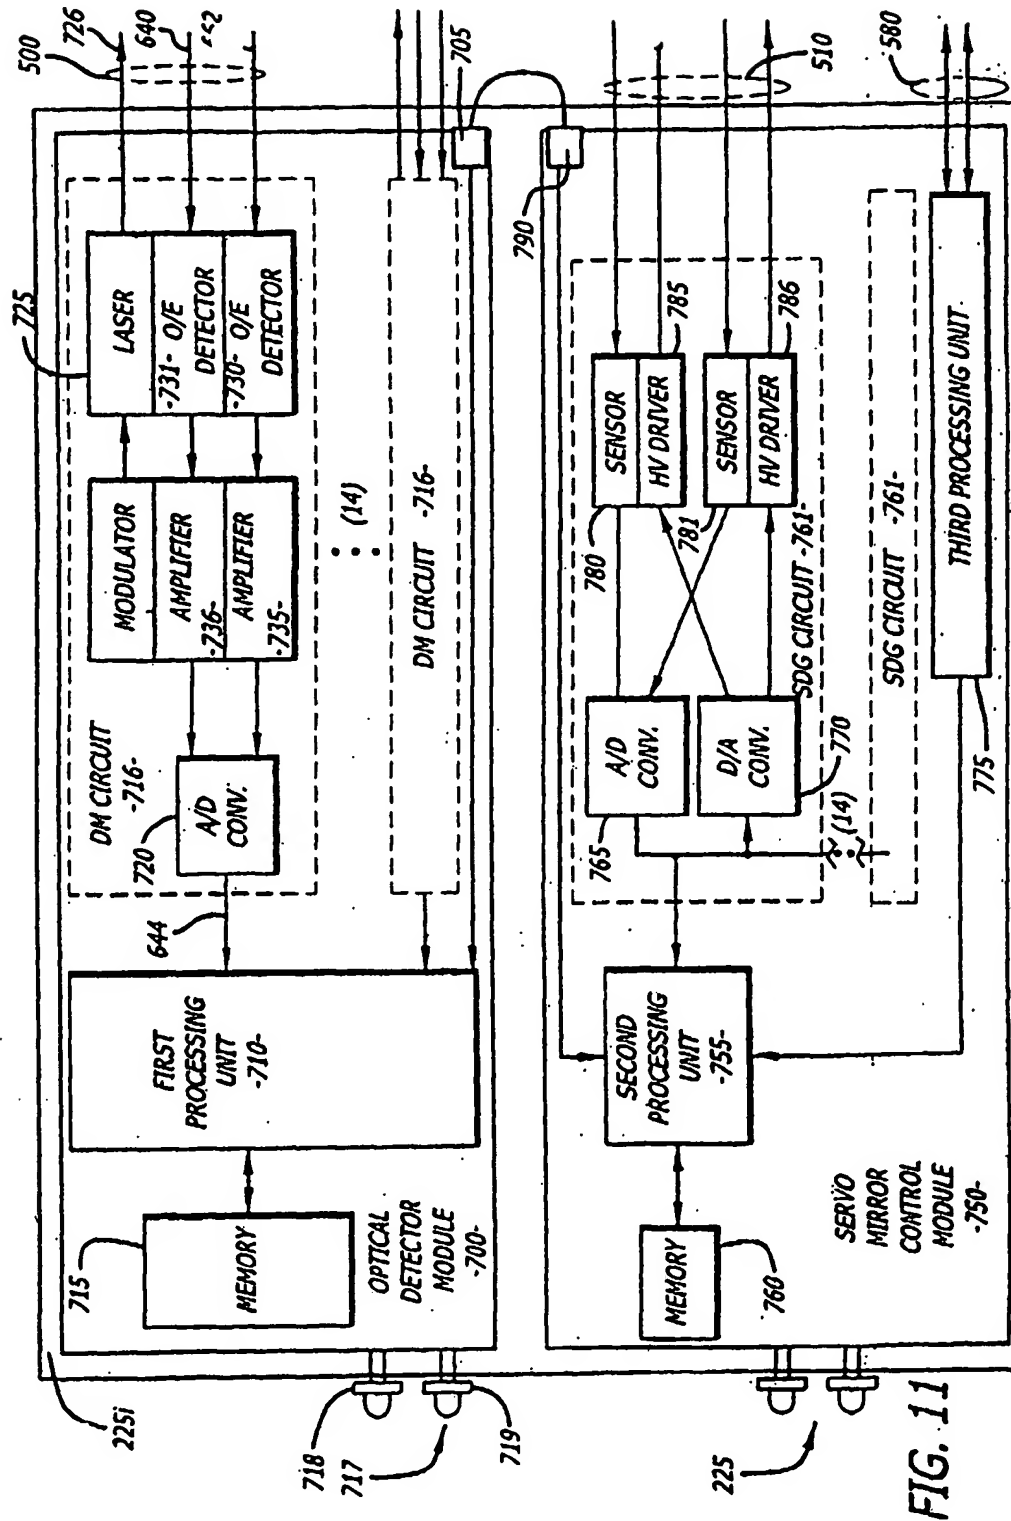 500
726
640
652
705
725
LASER
-731- O/E
DETECTOR
-730- O/E
DETECTOR
MODULATOR
AMPLIFIER
-736-
AMPLIFIER
-735-
DM CIRCUIT
-716-
720
A/D
CONV.
644
(14)
DM CIRCUIT -716-
FIRST
PROCESSING
UNIT
-710-
715
MEMORY
OPTICAL
DETECTOR
MODULE
-700-
225i
718
717
719
510
580
790
SENSOR
HV DRIVER
785
780
SENSOR
HV DRIVER
786
781
A/D
CONV.
765
D/A
CONV.
770
SDG CIRCUIT -761-
(14)
SDG CIRCUIT -761-
THIRD PROCESSING UNIT
775
SECOND
PROCESSING
UNIT
-755-
MEMORY
760
SERVO
MIRROR
CONTROL
MODULE
-750-
225
FIG. 11